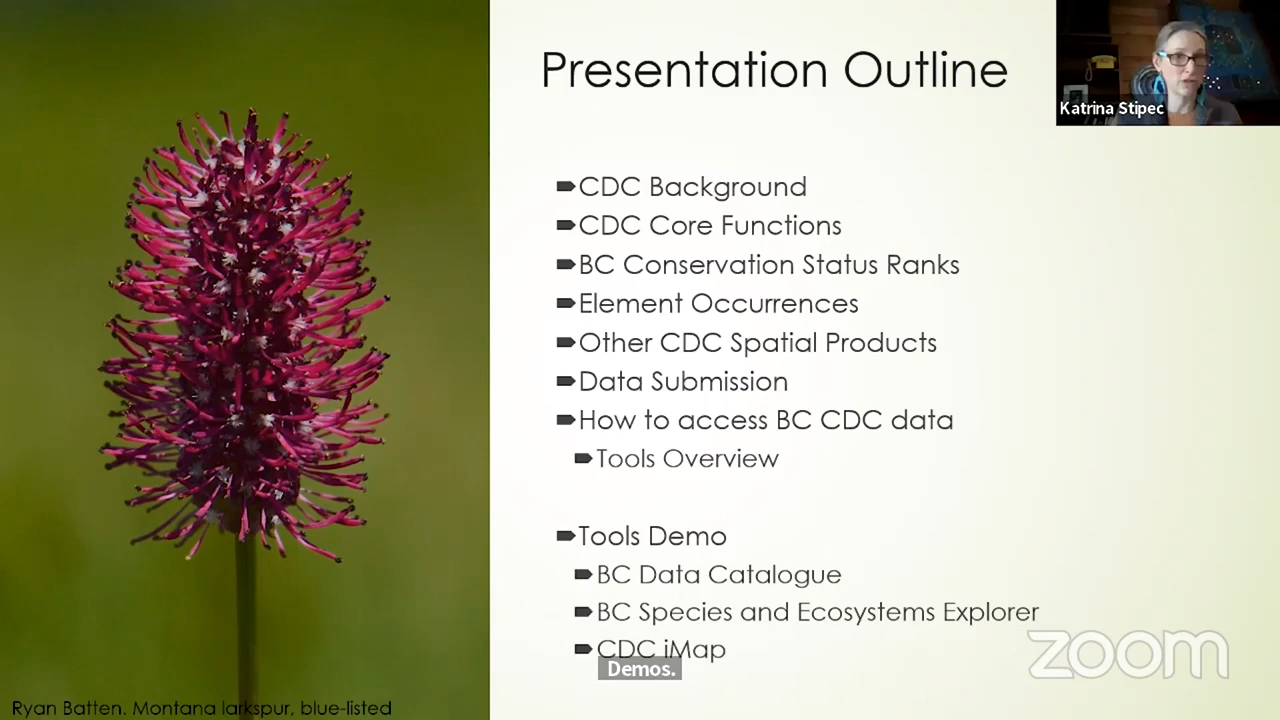 Presentation Outline
Katrina Stipec
CDC Background
CDC Core Functions
BC Conservation Status Ranks
Element Occurrences
Other CDC Spatial Products
Data Submission
How to access BC CDC data
Tools Overview
Tools Demo
BC Data Catalogue
BC Species and Ecosystems Explorer
CDC iMap
Demos.
zoom
Ryan Batten. Montana larkspur, blue-listed